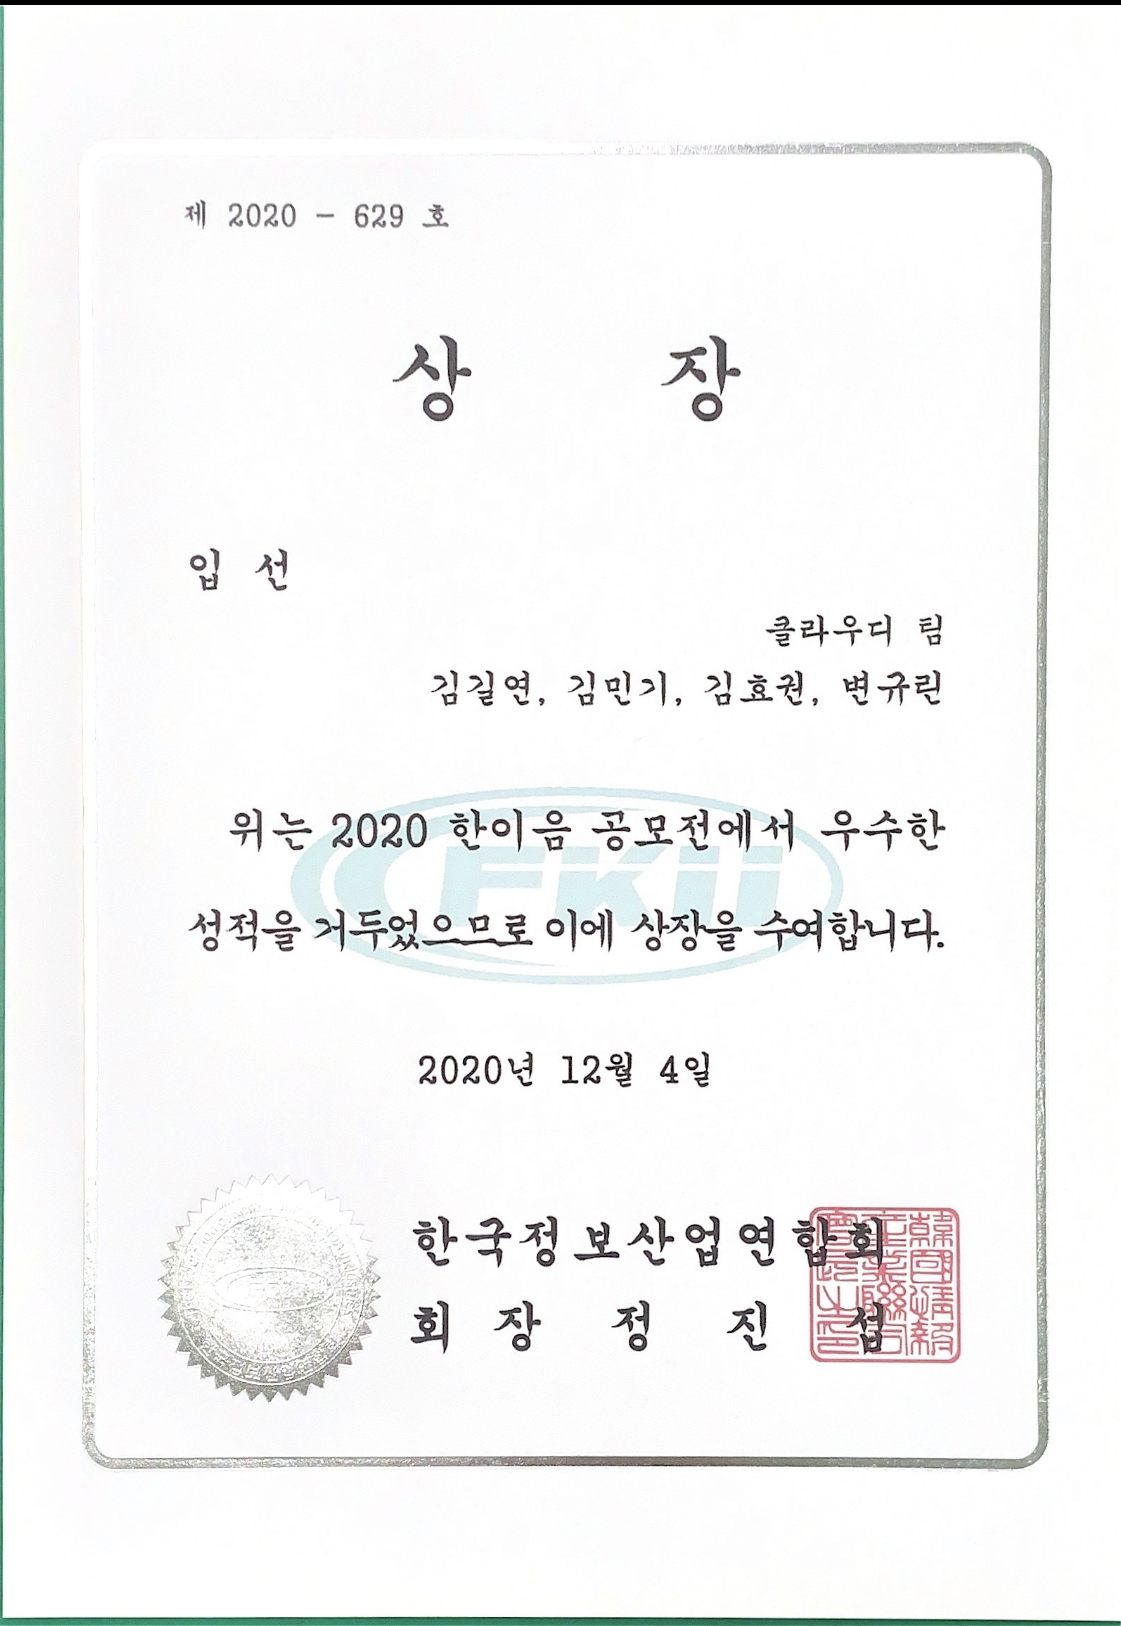 제 2020 - 629 호
상 장
입 선
클라우디 팀
김길연, 김민기, 김효권, 변규린
위는 2020 한이음 공모전에서 우수한
성적을 거두었으므로 이에 상장을 수여합니다.
FKII
2020년 12월 4일
한국정보산업연합회
회 장 정 진 섭